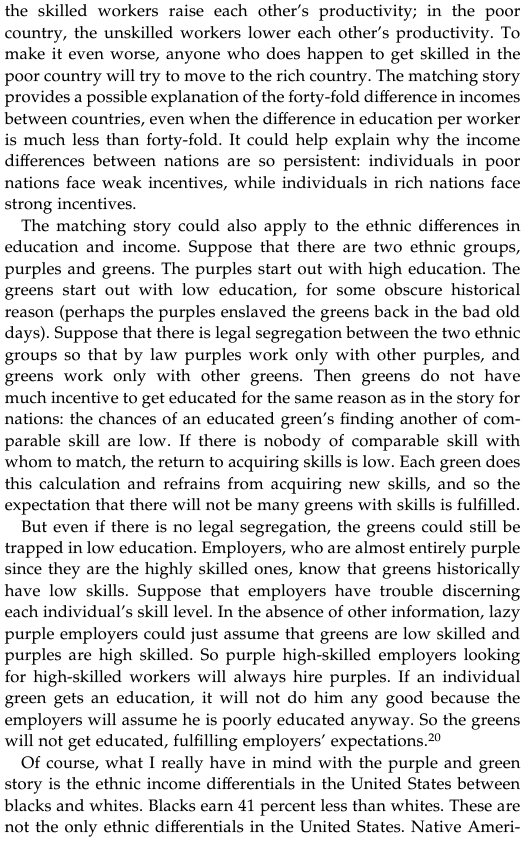 the skilled workers raise each other's productivity; in the poor
country, the unskilled workers lower each other's productivity. To
make it even worse, anyone who does happen to get skilled in the
poor country will try to move to the rich country. The matching story
provides a possible explanation of the forty-fold difference in incomes
between countries, even when the difference in education per worker
is much less than forty-fold. It could help explain why the income
differences between nations are so persistent: individuals in poor
nations face weak incentives, while individuals in rich nations face
strong incentives.
The matching story could also apply to the ethnic differences in
education and income. Suppose that there are two ethnic groups,
purples and greens. The purples start out with high education. The
greens start out with low education, for some obscure historical
reason (perhaps the purples enslaved the greens back in the bad old
days). Suppose that there is legal segregation between the two ethnic
groups so that by law purples work only with other purples, and
greens work only with other greens. Then greens do not have
much incentive to get educated for the same reason as in the story for
nations: the chances of an educated green's finding another of com-
parable skill are low. If there is nobody of comparable skill with
whom to match, the return to acquiring skills is low. Each green does
this calculation and refrains from acquiring new skills, and so the
expectation that there will not be many greens with skills is fulfilled.
But even if there is no legal segregation, the greens could still be
trapped in low education. Employers, who are almost entirely purple
since they are the highly skilled ones, know that greens historically
have low skills. Suppose that employers have trouble discerning
each individual's skill level. In the absence of other information, lazy
purple employers could just assume that greens are low skilled and
purples are high skilled. So purple high-skilled employers looking
for high-skilled workers will always hire purples. If an individual
green gets an education, it will not do him any good because the
employers will assume he is poorly educated anyway. So the greens
will not get educated, fulfilling employers' expectations.20
Of course, what I really have in mind with the purple and green
story is the ethnic income differentials in the United States between
blacks and whites. Blacks earn 41 percent less than whites. These are
not the only ethnic differentials in the United States. Native Ameri-